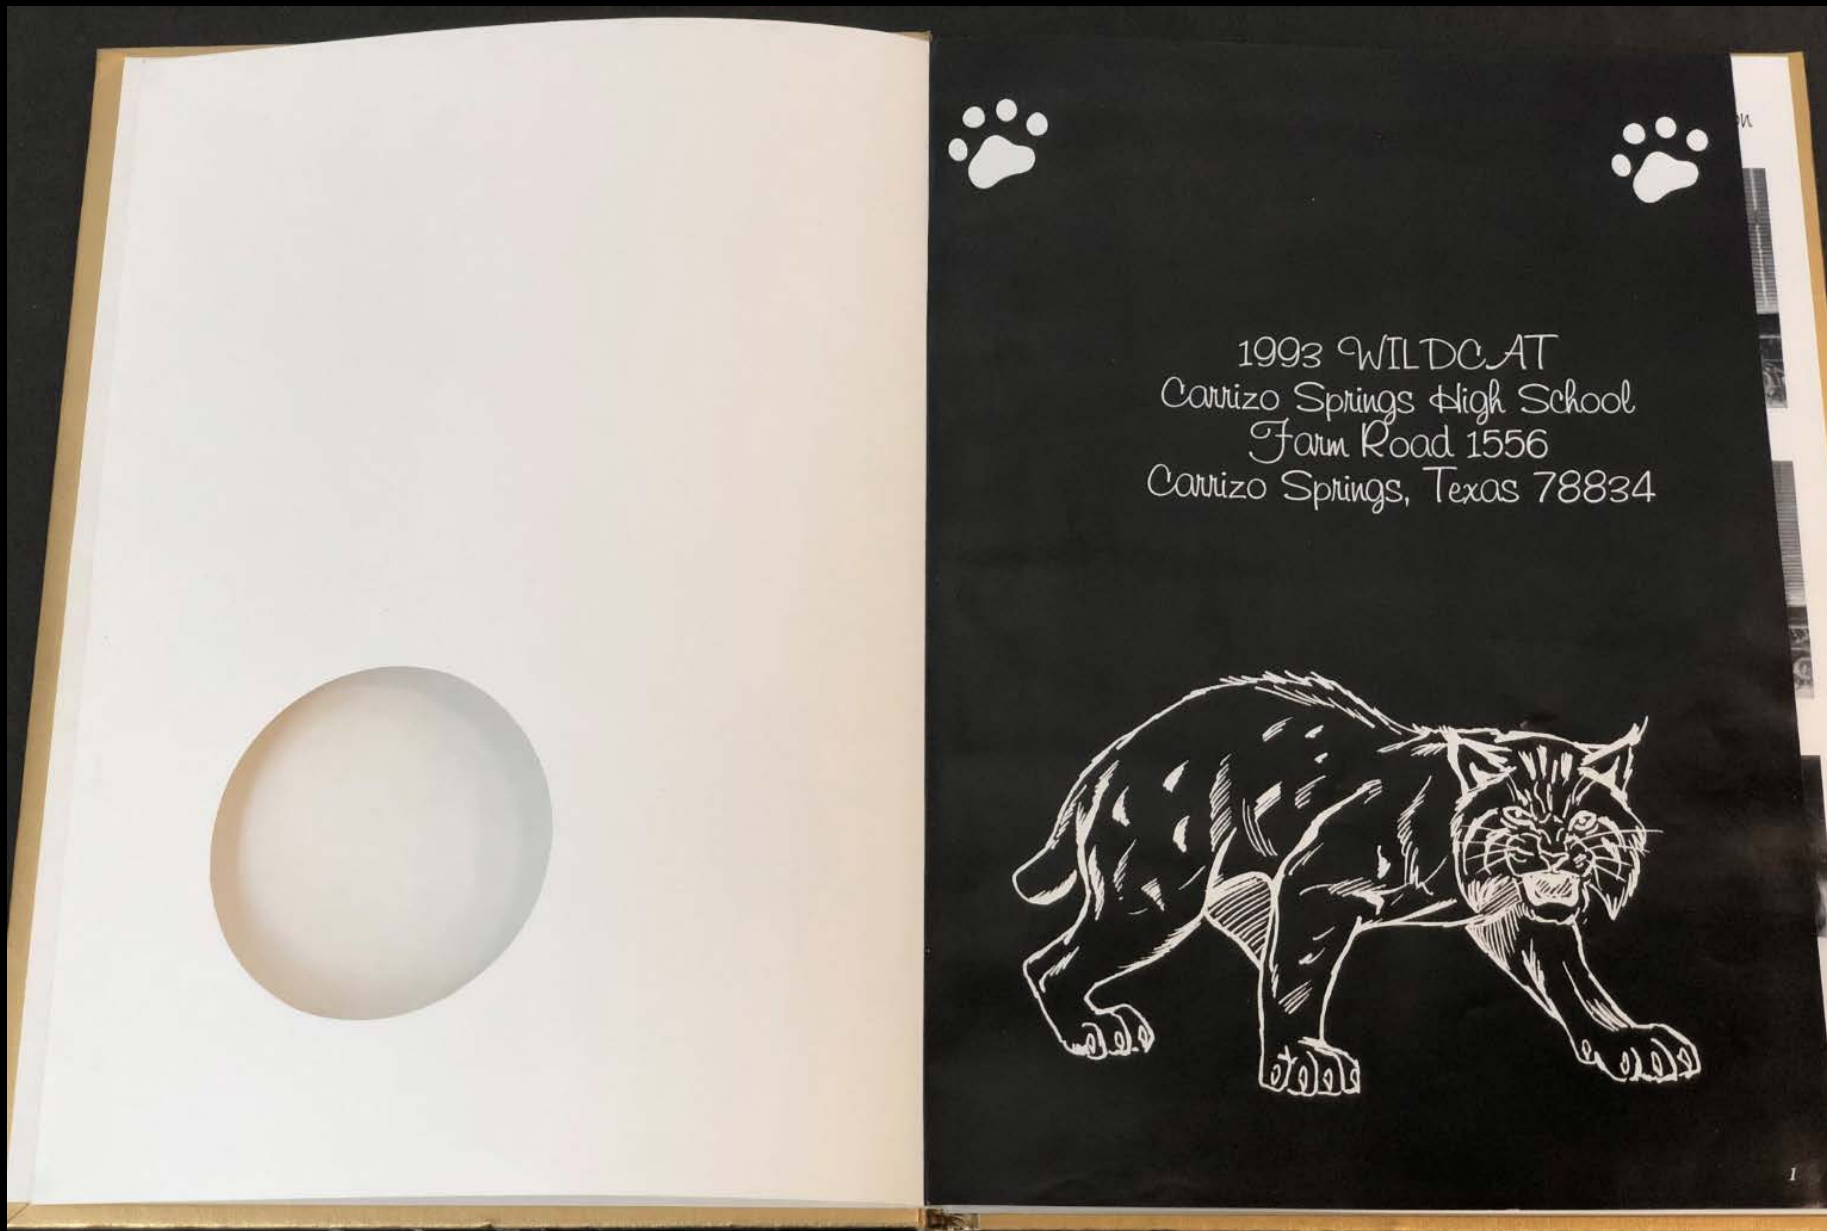 1993 WILDCAT
Carrizo Springs High School
Farm Road 1556
Carrizo Springs, Texas 78834
1